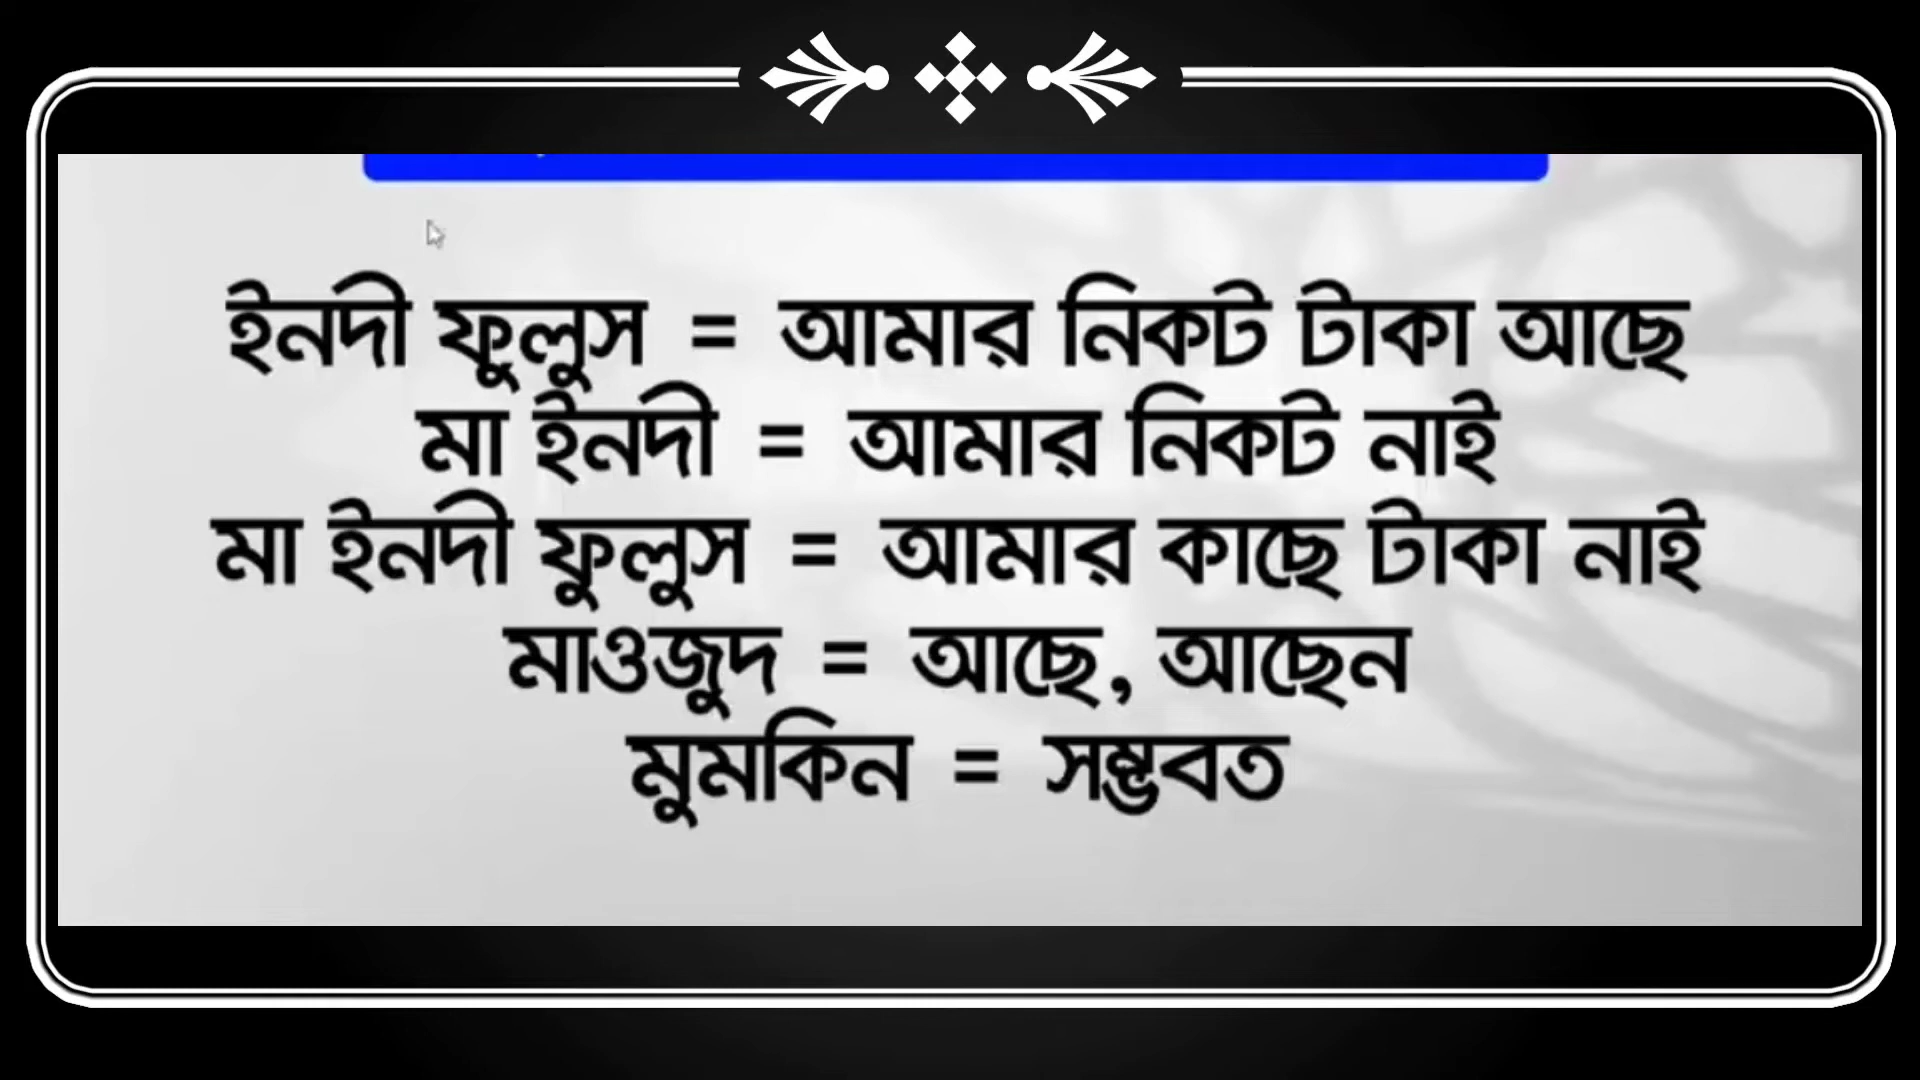 ইনদী ফুলুস = আমার নিকট টাকা আছে
মা ইনদী = আমার নিকট নাই
মা ইনদী ফুলুস = আমার কাছে টাকা নাই
মাওজুদ = আছে, আছেন
মুমকিন = সম্ভবত